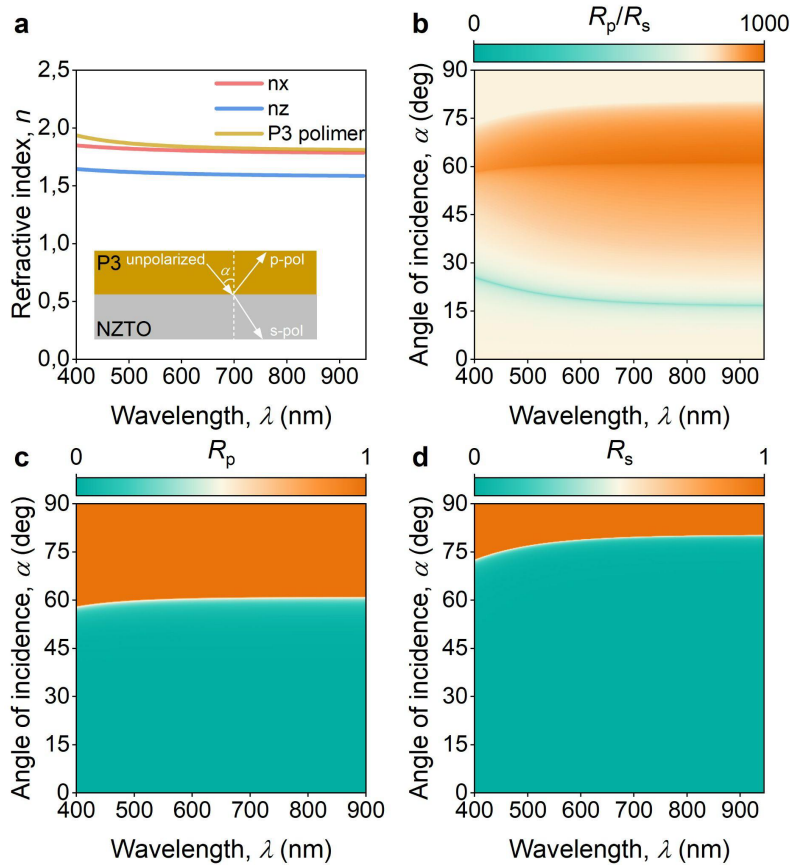 a
2,5
2,0
1,5
1,0
0,5
0,0
400 500 600 700 800 900
Refractive index, n
Wavelength, λ (nm)
nx
nz
P3 polimer
P3
unpolarized
α
p-pol
NZTO
s-pol
b
0
Rp/Rs
1000
90
75
60
45
30
15
0
400 500 600 700 800 900
Angle of incidence, α (deg)
Wavelength, λ (nm)
c
0
Rp
1
90
75
60
45
30
15
0
400 500 600 700 800 900
Angle of incidence, α (deg)
Wavelength, λ (nm)
d
0
Rs
1
90
75
60
45
30
15
0
400 500 600 700 800 900
Angle of incidence, α (deg)
Wavelength, λ (nm)